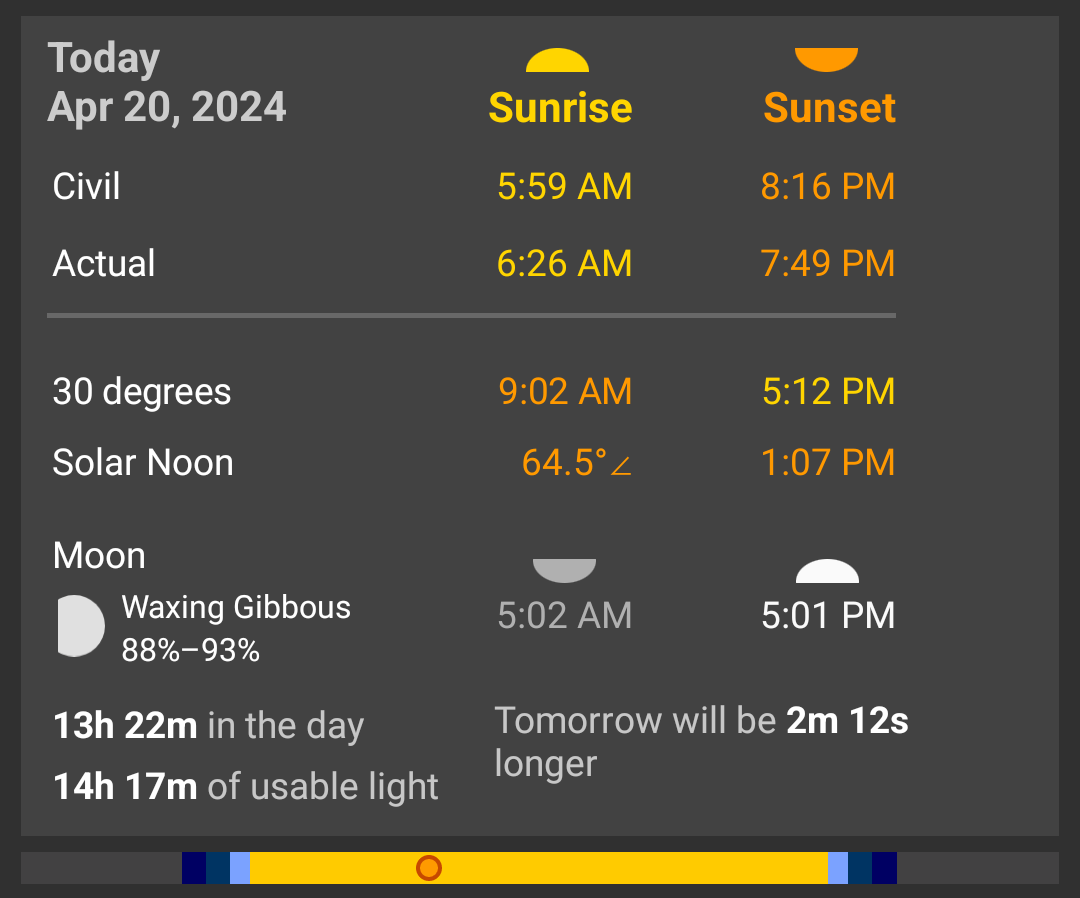 Today
Apr 20, 2024
Sunrise Sunset
Civil 5:59 AM 8:16 PM
Actual 6:26 AM 7:49 PM
30 degrees 9:02 AM 5:12 PM
Solar Noon 64.5°∠ 1:07 PM
Moon
Waxing Gibbous
88%–93%
5:02 AM 5:01 PM
13h 22m in the day
14h 17m of usable light
Tomorrow will be 2m 12s
longer